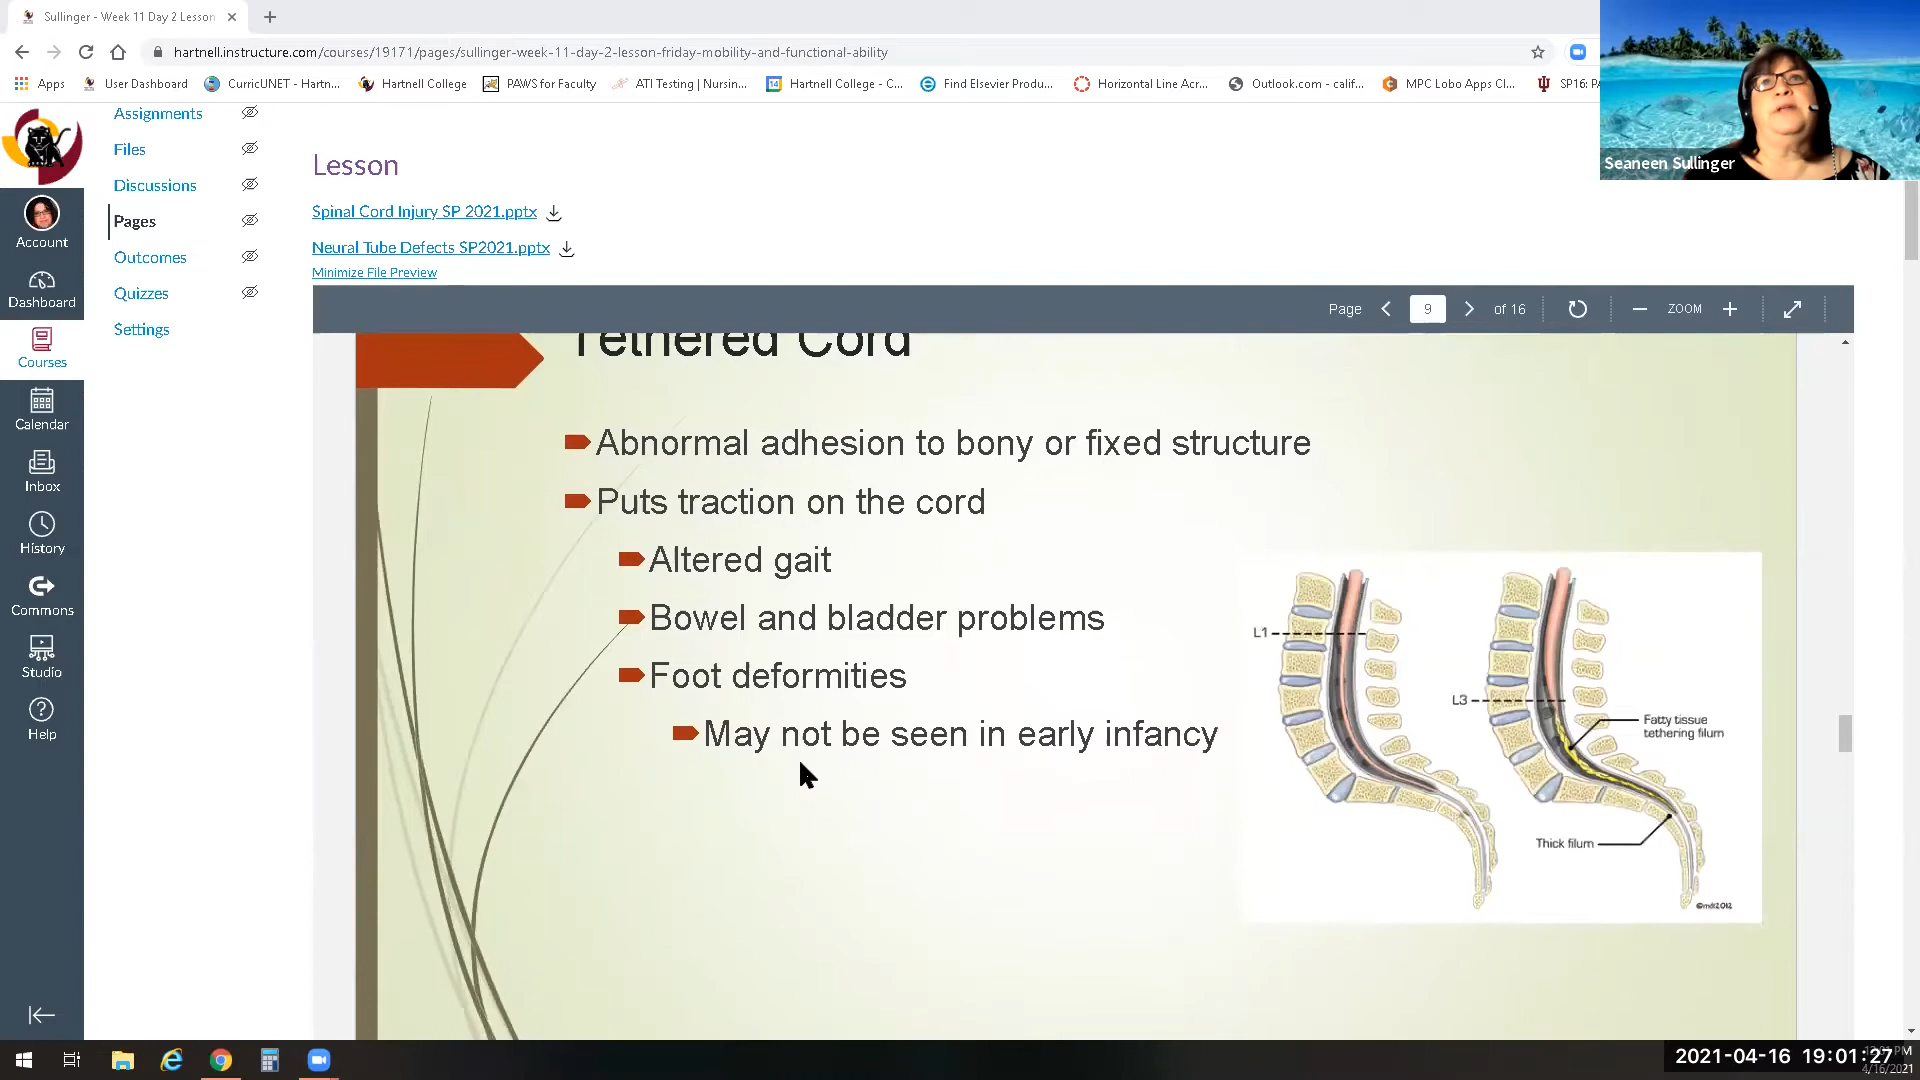 Sullinger - Week 11 Day 2 Lesson
hartnell.instructure.com/courses/19171/pages/sullinger-week-11-day-2-lesson-friday-mobility-and-functional-ability
Apps
User Dashboard
CurricUNET - Hartn...
Hartnell College
PAWS for Faculty
ATI Testing | Nursin...
Hartnell College - C...
Find Elsevier Produ...
Horizontal Line Acr...
Outlook.com - calif...
MPC Lobo Apps Cl...
Seaneen Sullinger
Account
Dashboard
Courses
Calendar
Inbox
History
Commons
Studio
Help
Assignments
Files
Discussions
Pages
Outcomes
Quizzes
Settings
Lesson
Spinal Cord Injury SP 2021.pptx
Neural Tube Defects SP2021.pptx
Minimize File Preview
Page 9 of 16 ZOOM
Tethered Cord
Abnormal adhesion to bony or fixed structure
Puts traction on the cord
Altered gait
Bowel and bladder problems
Foot deformities
May not be seen in early infancy
L1
L3
Fatty tissue
tethering filum
Thick filum
©mdt2012
2021-04-16 19:01:27
4/16/2021